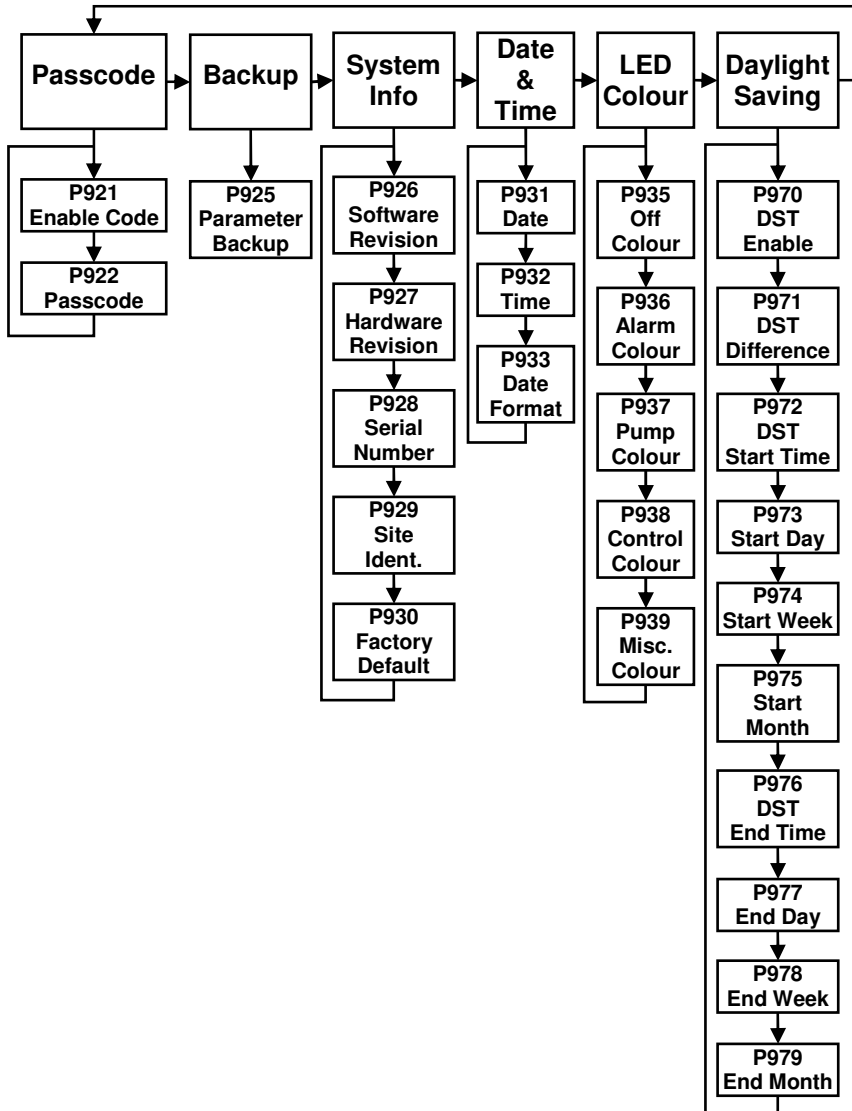 Passcode
Backup
System
Info
Date
&
Time
LED
Colour
Daylight
Saving
P921
Enable Code
P922
Passcode
P925
Parameter
Backup
P926
Software
Revision
P927
Hardware
Revision
P928
Serial
Number
P929
Site
Ident.
P930
Factory
Default
P931
Date
P932
Time
P933
Date
Format
P935
Off
Colour
P936
Alarm
Colour
P937
Pump
Colour
P938
Control
Colour
P939
Misc.
Colour
P970
DST
Enable
P971
DST
Difference
P972
DST
Start Time
P973
Start Day
P974
Start Week
P975
Start
Month
P976
DST
End Time
P977
End Day
P978
End Week
P979
End Month